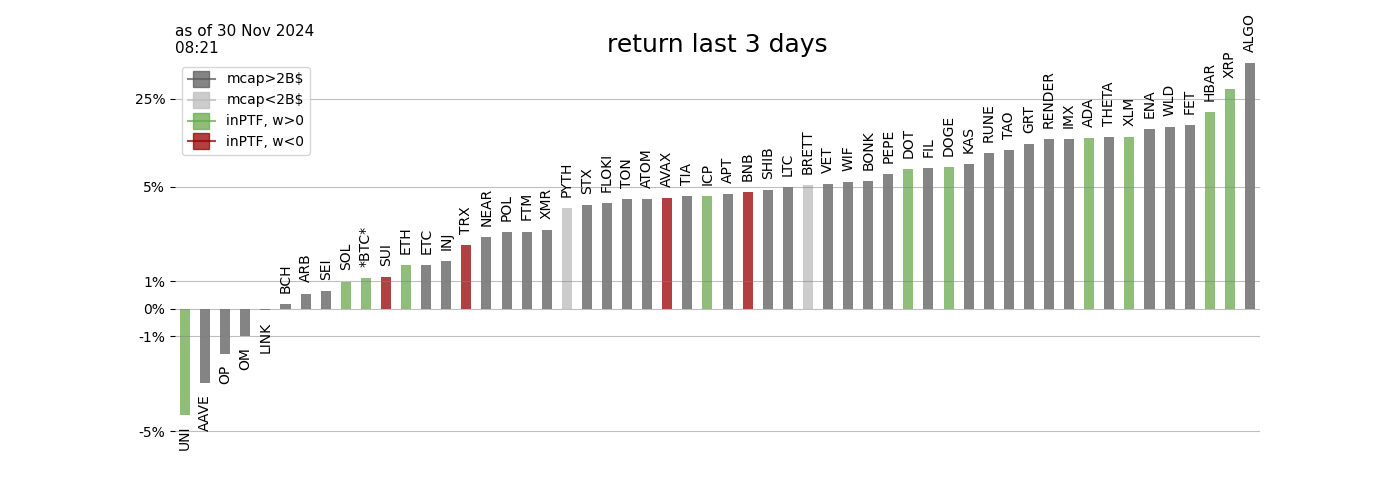 as of 30 Nov 2024
08:21
return last 3 days
mcap>2B$
mcap<2B$
inPTF, w>0
inPTF, w<0
25%
5%
1%
0%
-1%
-5%
UNI
AAVE
OP
OM
LINK
BCH
ARB
SEI
SOL
*BTC*
SUI
ETH
ETC
INJ
TRX
NEAR
POL
FTM
XMR
PYTH
STX
FLOKI
TON
ATOM
AVAX
TIA
ICP
APT
BNB
SHIB
LTC
BRETT
VET
WIF
BONK
PEPE
DOT
FIL
DOGE
KAS
RUNE
TAO
GRT
RENDER
IMX
ADA
THETA
XLM
ENA
WLD
FET
HBAR
XRP
ALGO